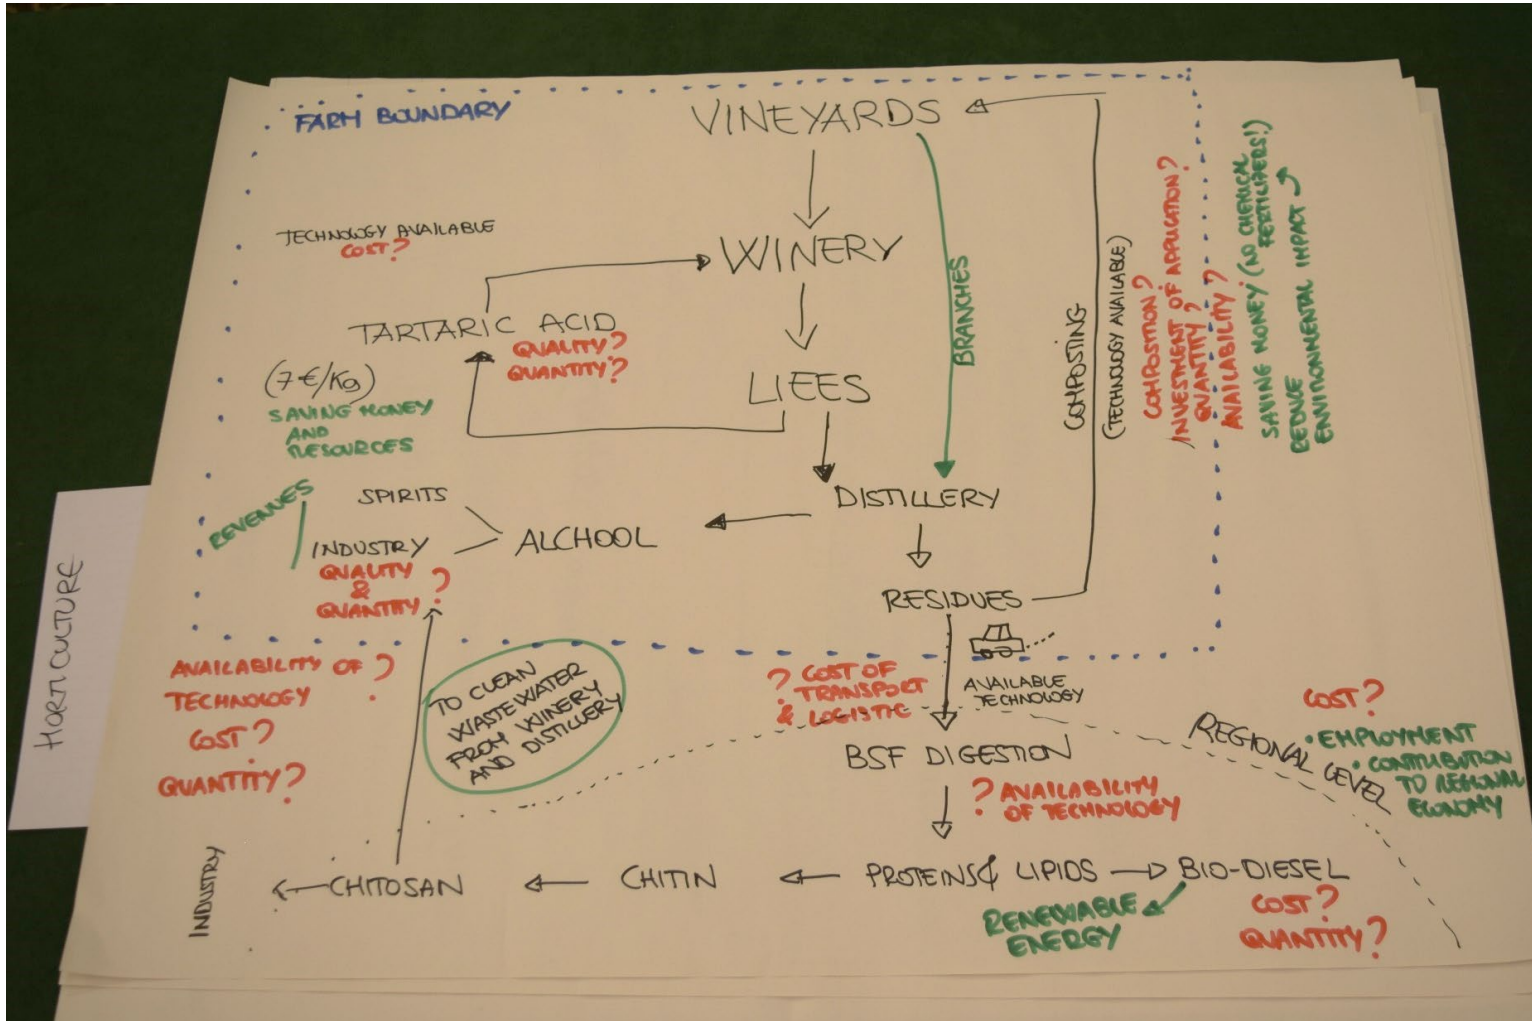 FARM BOUNDARY
VINEYARDS
TECHNOLOGY AVAILABLE
COST?
WINERY
BRANCHES
TARTARIC ACID
QUALITY?
QUANTITY?
(7€/Kg)
SAVING MONEY
AND
RESOURCES
LIEES
COMPOSTING
(TECHNOLOGY AVAILABLE)
COMPOSITION?
INVESTMENT OF APPLICATION?
QUANTITY?
AVAILABILITY?
SAVING MONEY (NO CHEMICAL
FERTILIPERS!)
REDUCE
ENVIRONMENTAL IMPACT
REVENUES
SPIRITS
INDUSTRY
QUALITY
&
QUANTITY?
ALCHOOL
DISTILLERY
RESIDUES
HORTICULTURE
AVAILABILITY OF
TECHNOLOGY ?
COST?
QUANTITY?
TO CLEAN
WASTEWATER
FROM WINERY
AND DISTILLERY
? COST OF
TRANSPORT
& LOGISTIC
AVAILABLE
TECHNOLOGY
BSF DIGESTION
? AVAILABILITY
OF TECHNOLOGY
REGIONAL LEVEL
COST?
• EMPLOYMENT
• CONTRIBUTION
TO REGIONAL
ECONOMY
INDUSTRY
CHITOSAN
CHITIN
PROTEINS & LIPIDS
BIO-DIESEL
RENEWABLE
ENERGY
COST?
QUANTITY?